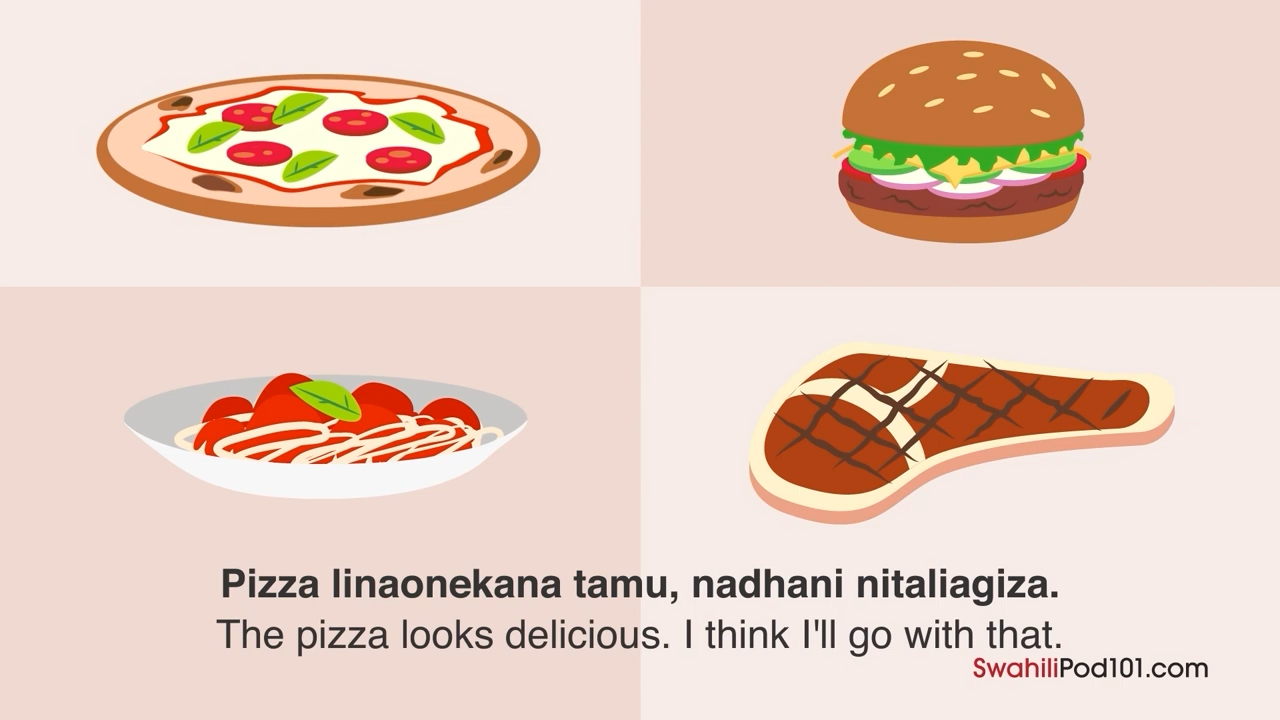 Pizza linaonekana tamu, nadhani nitaliagiza.
The pizza looks delicious. I think I'll go with that.
SwahiliPod101.com